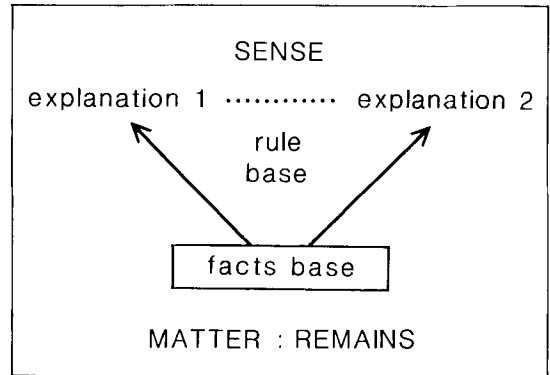 SENSE
explanation 1 ............ explanation 2
rule
base
facts base
MATTER : REMAINS